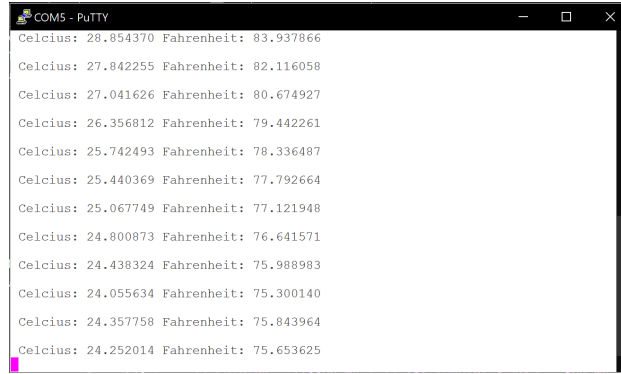 COM5 - PuTTY
Celcius: 28.854370 Fahrenheit: 83.937866
Celcius: 27.842255 Fahrenheit: 82.116058
Celcius: 27.041626 Fahrenheit: 80.674927
Celcius: 26.356812 Fahrenheit: 79.442261
Celcius: 25.742493 Fahrenheit: 78.336487
Celcius: 25.440369 Fahrenheit: 77.792664
Celcius: 25.067749 Fahrenheit: 77.121948
Celcius: 24.800873 Fahrenheit: 76.641571
Celcius: 24.438324 Fahrenheit: 75.988983
Celcius: 24.055634 Fahrenheit: 75.300140
Celcius: 24.357758 Fahrenheit: 75.843964
Celcius: 24.252014 Fahrenheit: 75.653625